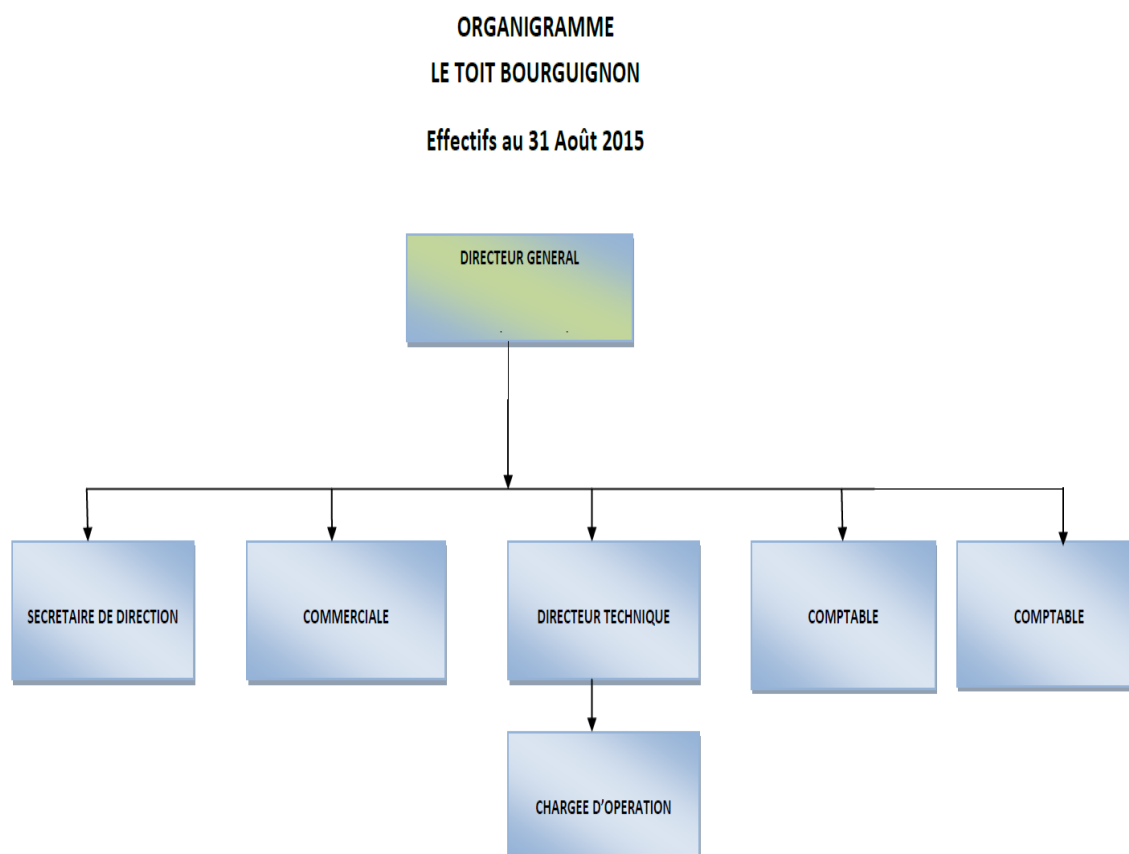 ORGANIGRAMME
LE TOIT BOURGUIGNON
Effectifs au 31 Août 2015
DIRECTEUR GENERAL
SECRETAIRE DE DIRECTION
COMMERCIALE
DIRECTEUR TECHNIQUE
COMPTABLE
COMPTABLE
CHARGEE D'OPERATION